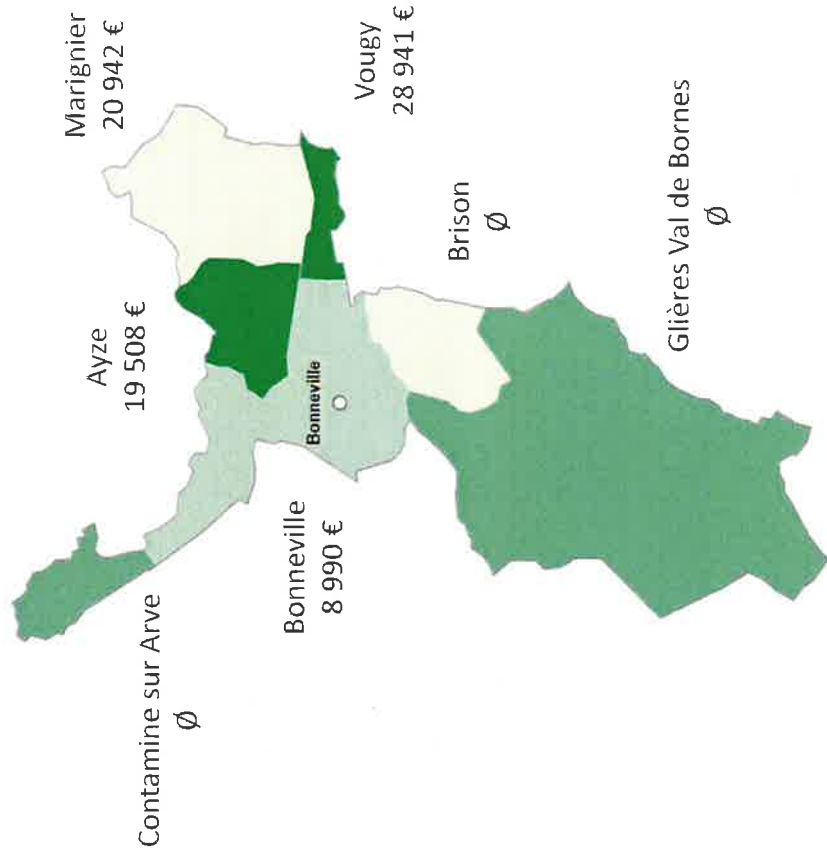 Marignier
20 942 €
Ayze
19 508 €
Vougy
28 941 €
Bonneville
Bonneville
8 990 €
Contamine sur Arve
Ø
Brison
Ø
Glières Val de Bornes
Ø